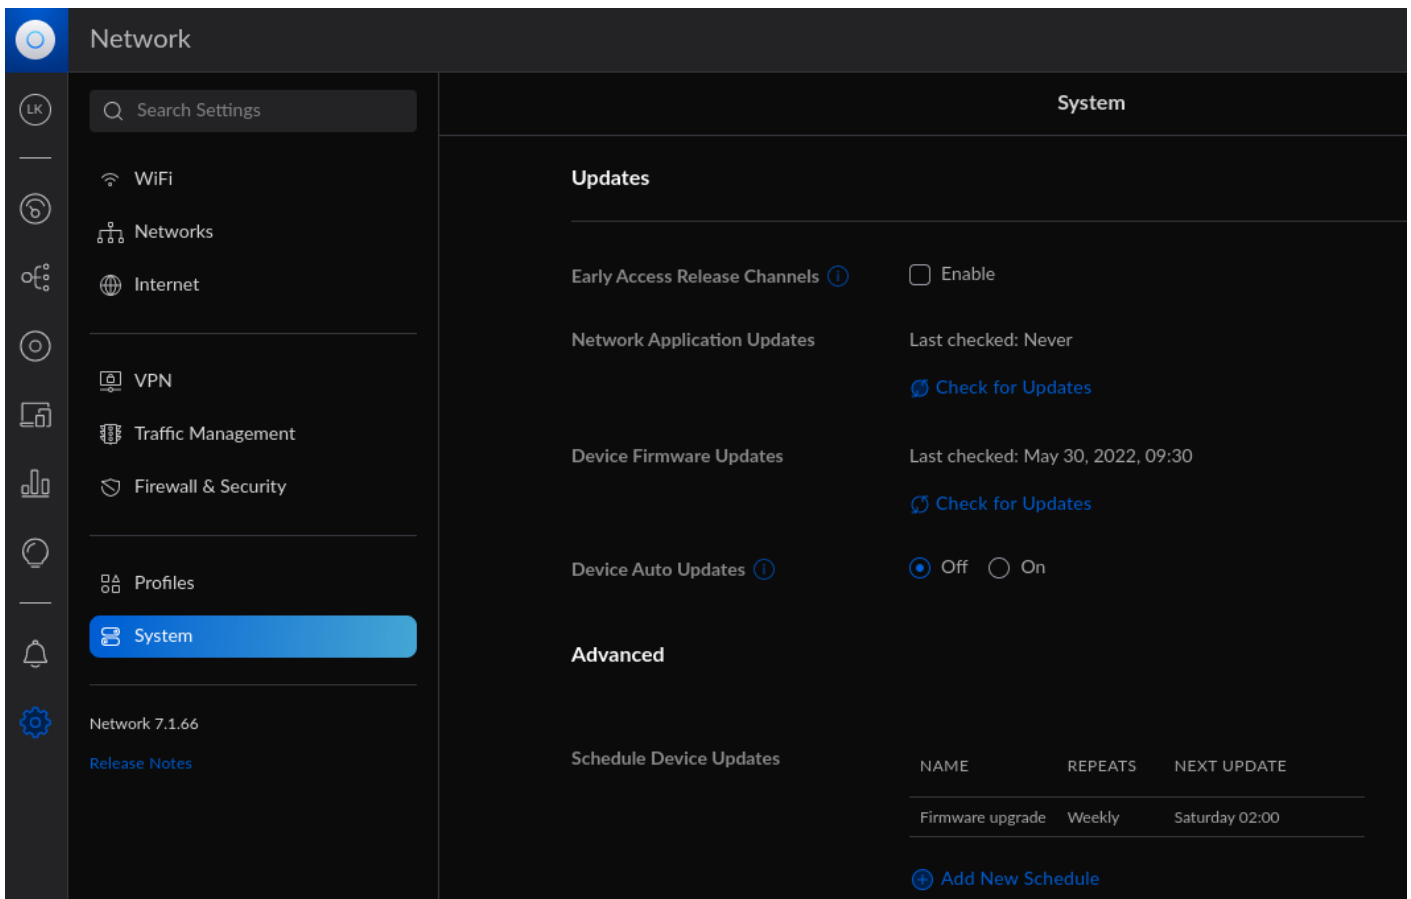 Network
LK
Search Settings
WiFi
Networks
Internet
VPN
Traffic Management
Firewall & Security
Profiles
System
Network 7.1.66
Release Notes
System
Updates
Early Access Release Channels
Enable
Network Application Updates
Last checked: Never
Check for Updates
Device Firmware Updates
Last checked: May 30, 2022, 09:30
Check for Updates
Device Auto Updates
Off On
Advanced
Schedule Device Updates
NAME REPEATS NEXT UPDATE
Firmware upgrade Weekly Saturday 02:00
Add New Schedule